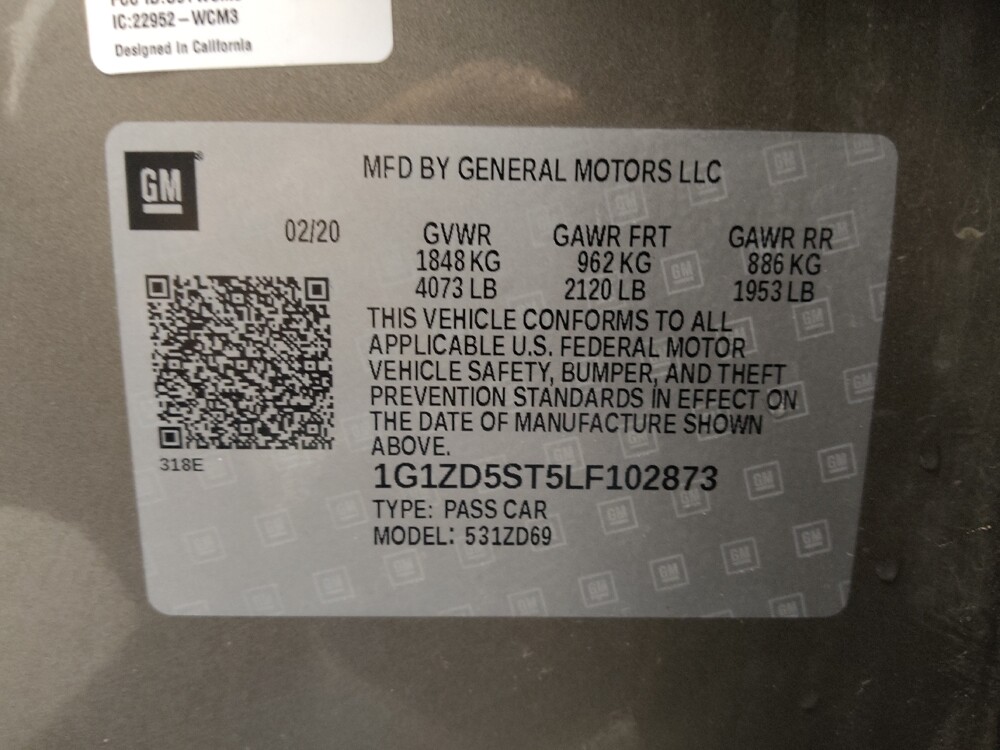 IC:22952-WCM3
Designed in California
GM
MFD BY GENERAL MOTORS LLC
02/20
GVWR GAWR FRT GAWR RR
1848 KG 962 KG 886 KG
4073 LB 2120 LB 1953 LB
THIS VEHICLE CONFORMS TO ALL
APPLICABLE U.S. FEDERAL MOTOR
VEHICLE SAFETY, BUMPER, AND THEFT
PREVENTION STANDARDS IN EFFECT ON
THE DATE OF MANUFACTURE SHOWN
ABOVE.
318E
1G1ZD5ST5LF102873
TYPE: PASS CAR
MODEL: 531ZD69